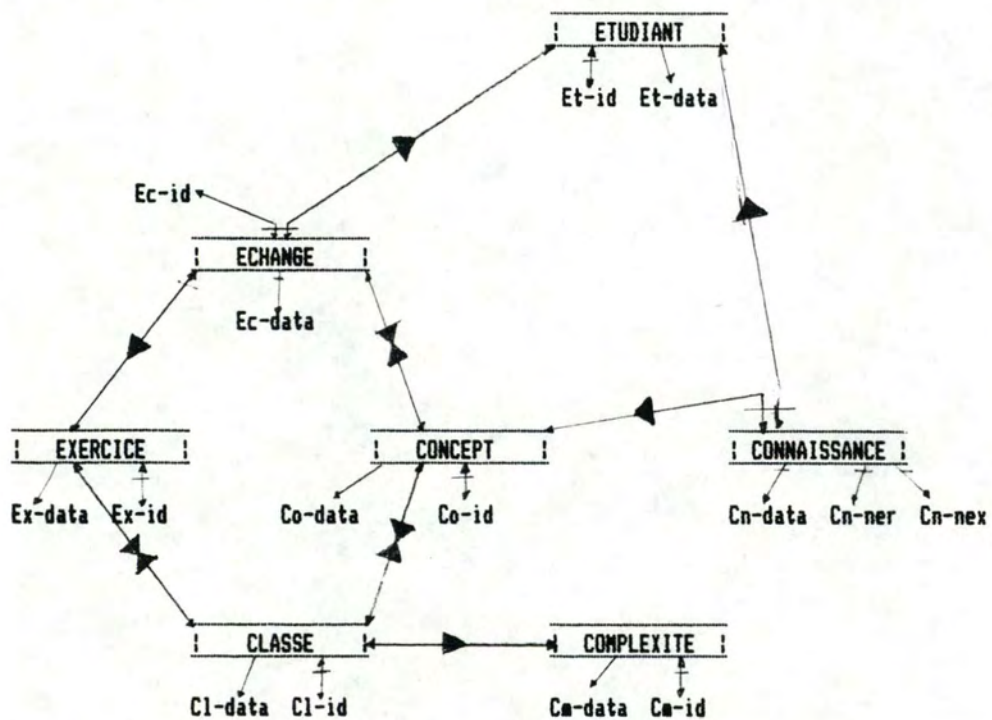 ETUDIANT
Et-id Et-data
Ec-id
ECHANGE
Ec-data
EXERCICE CONCEPT CONNAISSANCE
Ex-data Ex-id Co-data Co-id Cn-data Cn-ner Cn-nex
CLASSE COMPLEXITE
Cl-data Cl-id Cm-data Cm-id